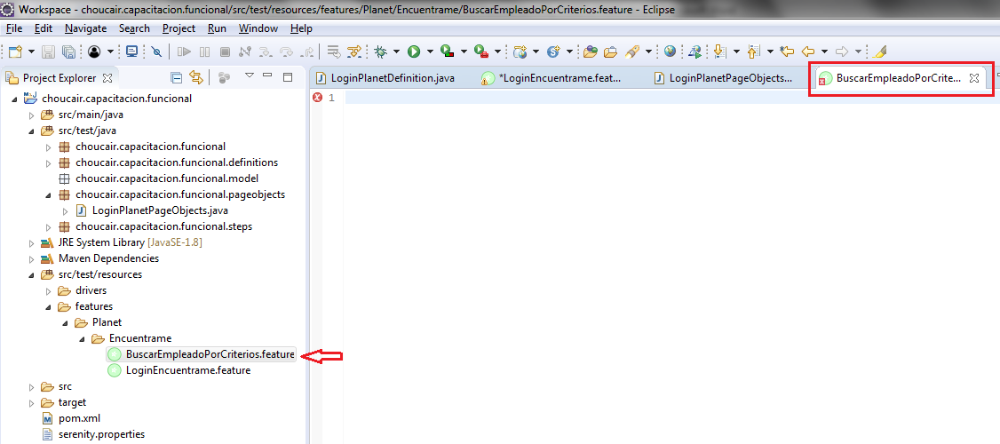 Workspace - choucair.capacitacion.funcional/src/test/resources/features/Planet/Encuentrame/BuscarEmpleadoPorCriterios.feature - Eclipse
File Edit Navigate Search Project Run Window Help
Project Explorer
LoginPlanetDefinition.java *LoginEncuentrame.feat... LoginPlanetPageObjects... BuscarEmpleadoPorCrite...
1
choucair.capacitacion.funcional
src/main/java
src/test/java
choucair.capacitacion.funcional
choucair.capacitacion.funcional.definitions
choucair.capacitacion.funcional.model
choucair.capacitacion.funcional.pageobjects
LoginPlanetPageObjects.java
choucair.capacitacion.funcional.steps
JRE System Library [JavaSE-1.8]
Maven Dependencies
src/test/resources
drivers
features
Planet
Encuentrame
BuscarEmpleadoPorCriterios.feature
LoginEncuentrame.feature
src
target
pom.xml
serenity.properties